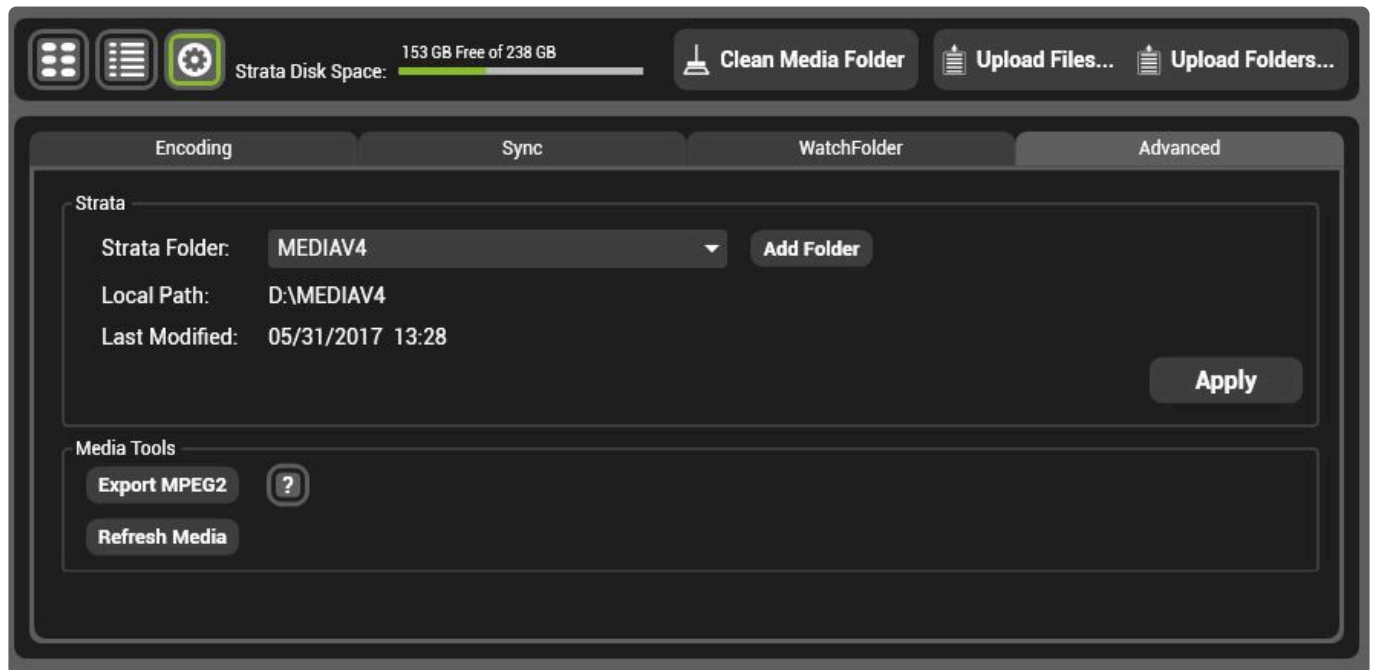 Strata Disk Space: 153 GB Free of 238 GB Clean Media Folder Upload Files... Upload Folders...
Encoding Sync WatchFolder Advanced
Strata
Strata Folder: MEDIAV4 Add Folder
Local Path: D:\MEDIAV4
Last Modified: 05/31/2017 13:28
Apply
Media Tools
Export MPEG2 ?
Refresh Media